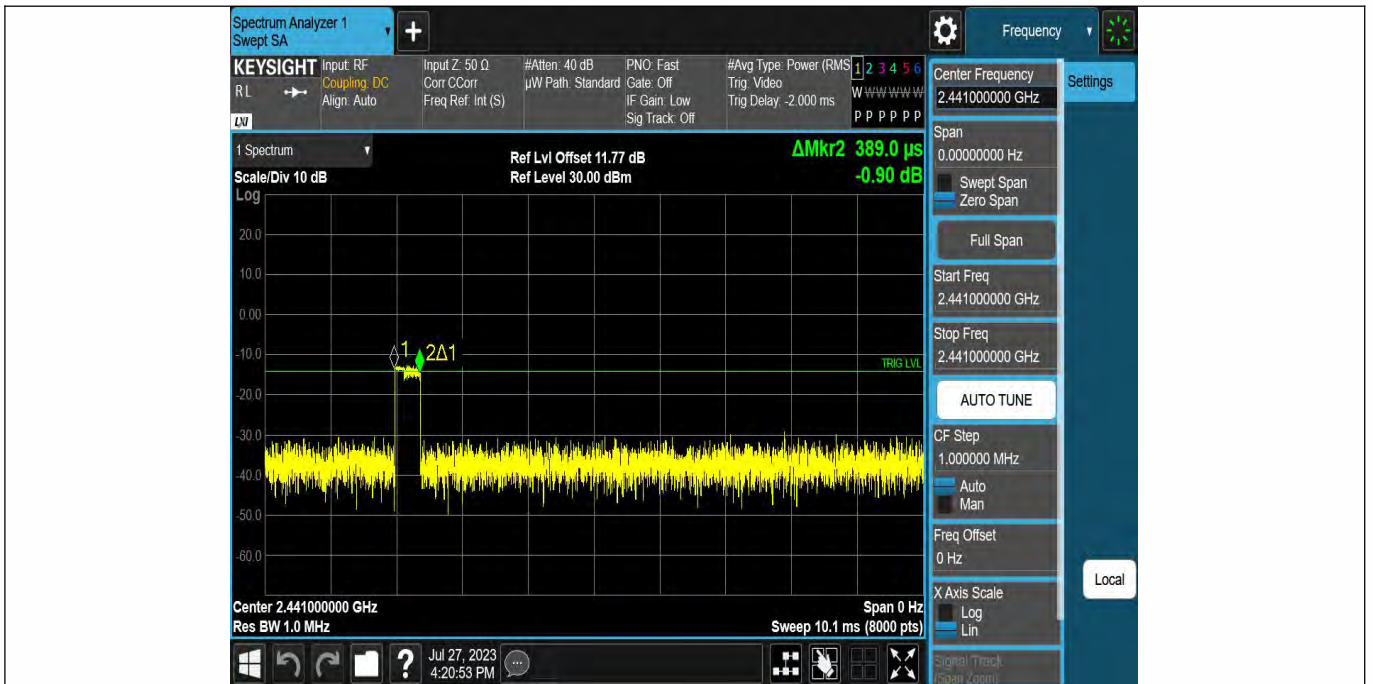 Spectrum Analyzer 1
Swept SA
+
Frequency
KEYSIGHT
RL
LXI
Input: RF
Coupling: DC
Align: Auto
Input Z: 50 Ω
Corr CCorr
Freq Ref: Int (S)
#Atten: 40 dB
µW Path: Standard
PNO: Fast
Gate: Off
IF Gain: Low
Sig Track: Off
#Avg Type: Power (RMS
Trig: Video
Trig Delay: -2.000 ms
1 2 3 4 5 6
W W W W W W
P P P P P P
1 Spectrum
Scale/Div 10 dB
Ref Lvl Offset 11.77 dB
Ref Level 30.00 dBm
ΔMkr2 389.0 µs
-0.90 dB
Log
20.0
10.0
0.00
-10.0
-20.0
-30.0
-40.0
-50.0
-60.0
1
2Δ1
TRIG LVL
Center 2.441000000 GHz
Res BW 1.0 MHz
Span 0 Hz
Sweep 10.1 ms (8000 pts)
Center Frequency
2.441000000 GHz
Settings
Span
0.00000000 Hz
Swept Span
Zero Span
Full Span
Start Freq
2.441000000 GHz
Stop Freq
2.441000000 GHz
AUTO TUNE
CF Step
1.000000 MHz
Auto
Man
Freq Offset
0 Hz
X Axis Scale
Log
Lin
Signal Track
(Span Zoom)
Local
?
Jul 27, 2023
4:20:53 PM